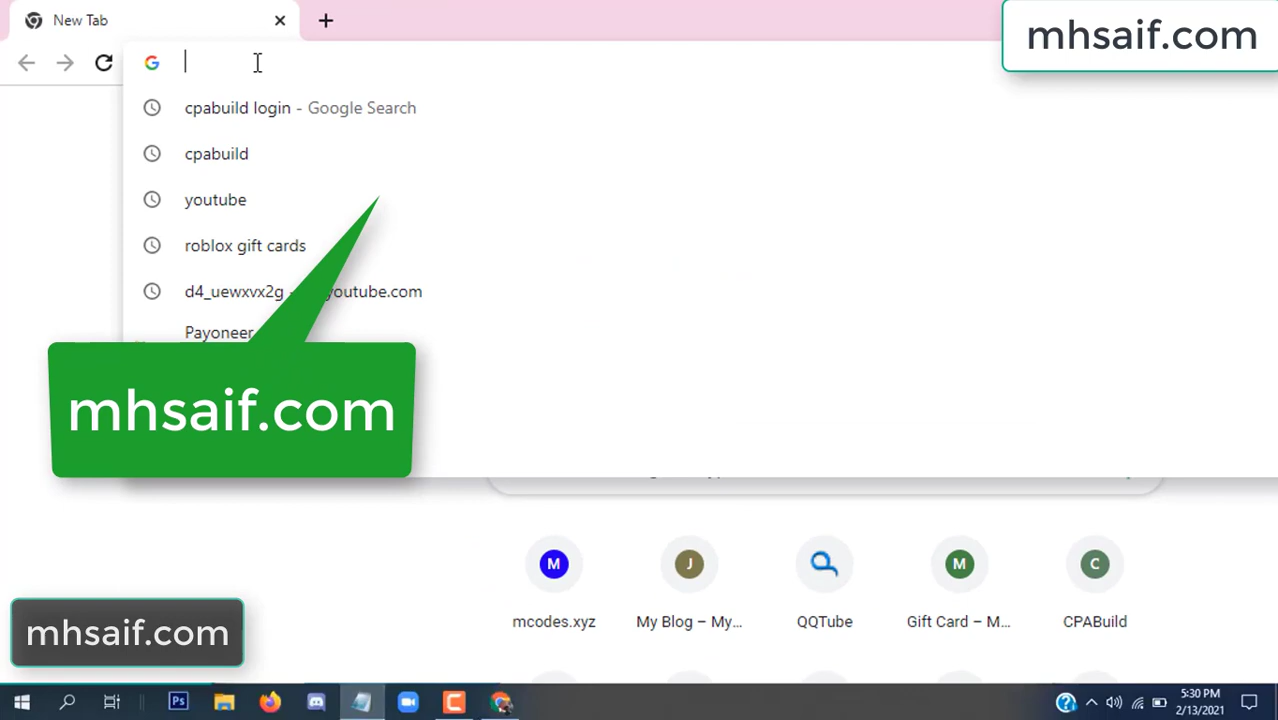 New Tab
mhsaif.com
cpabuild login - Google Search
cpabuild
youtube
roblox gift cards
d4_uewxvx2g - youtube.com
Payoneer
mhsaif.com
M
J
M
C
mcodes.xyz
My Blog – My...
QQTube
Gift Card – M...
CPABuild
mhsaif.com
Ps
5:30 PM
2/13/2021